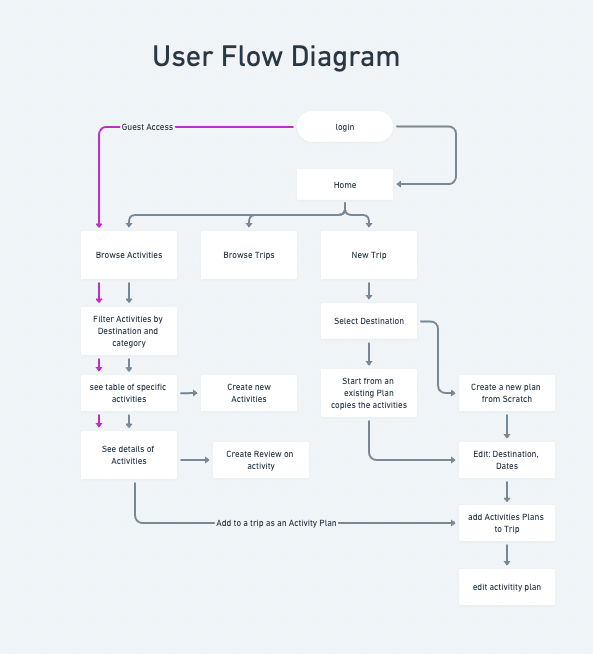 User Flow Diagram
Guest Access
login
Home
Browse Activities
Browse Trips
New Trip
Filter Activities by
Destination and
category
Select Destination
see table of specific
activities
Create new
Activities
Start from an
existing Plan
copies the activities
Create a new plan
from Scratch
See details of
Activities
Create Review on
activity
Edit: Destination,
Dates
Add to a trip as an Activity Plan
add Activities Plans
to Trip
edit activitity plan